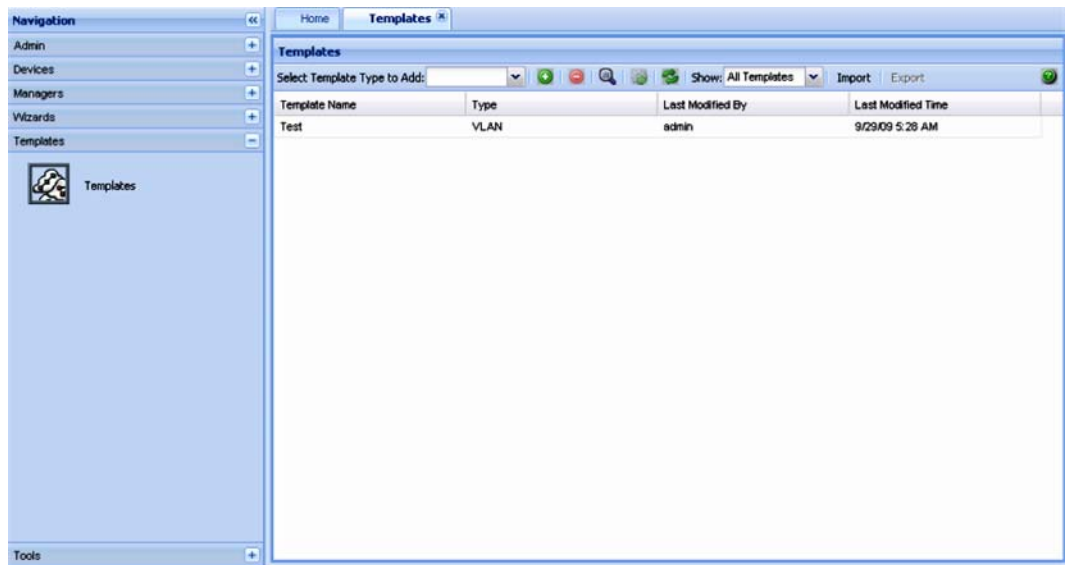 Navigation
Admin
Devices
Managers
Wizards
Templates
Templates
Tools
Home Templates
Templates
Select Template Type to Add: Show: All Templates Import Export
Template Name Type Last Modified By Last Modified Time
Test VLAN admin 9/29/09 5:28 AM